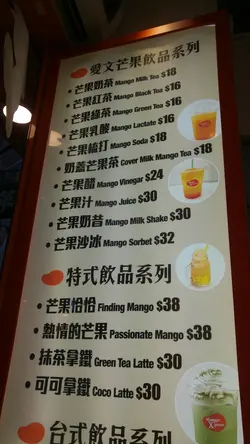 愛文芒果飲品系列
芒果奶茶 Mango Milk Tea $18
芒果紅茶 Mango Black Tea $16
芒果綠茶 Mango Green Tea $16
芒果乳酸 Mango Lactate $16
芒果梳打 Mango Soda $18
奶蓋芒果茶 Cover Milk Mango Tea $18
芒果醋 Mango Vinegar $24
芒果汁 Mango Juice $30
芒果奶昔 Mango Milk Shake $30
芒果沙冰 Mango Sorbet $32
特式飲品系列
芒果恰恰 Finding Mango $38
熱情的芒果 Passionate Mango $38
抹茶拿鐵 Green Tea Latte $30
可可拿鐵 Coco Latte $30
台式飲品系列